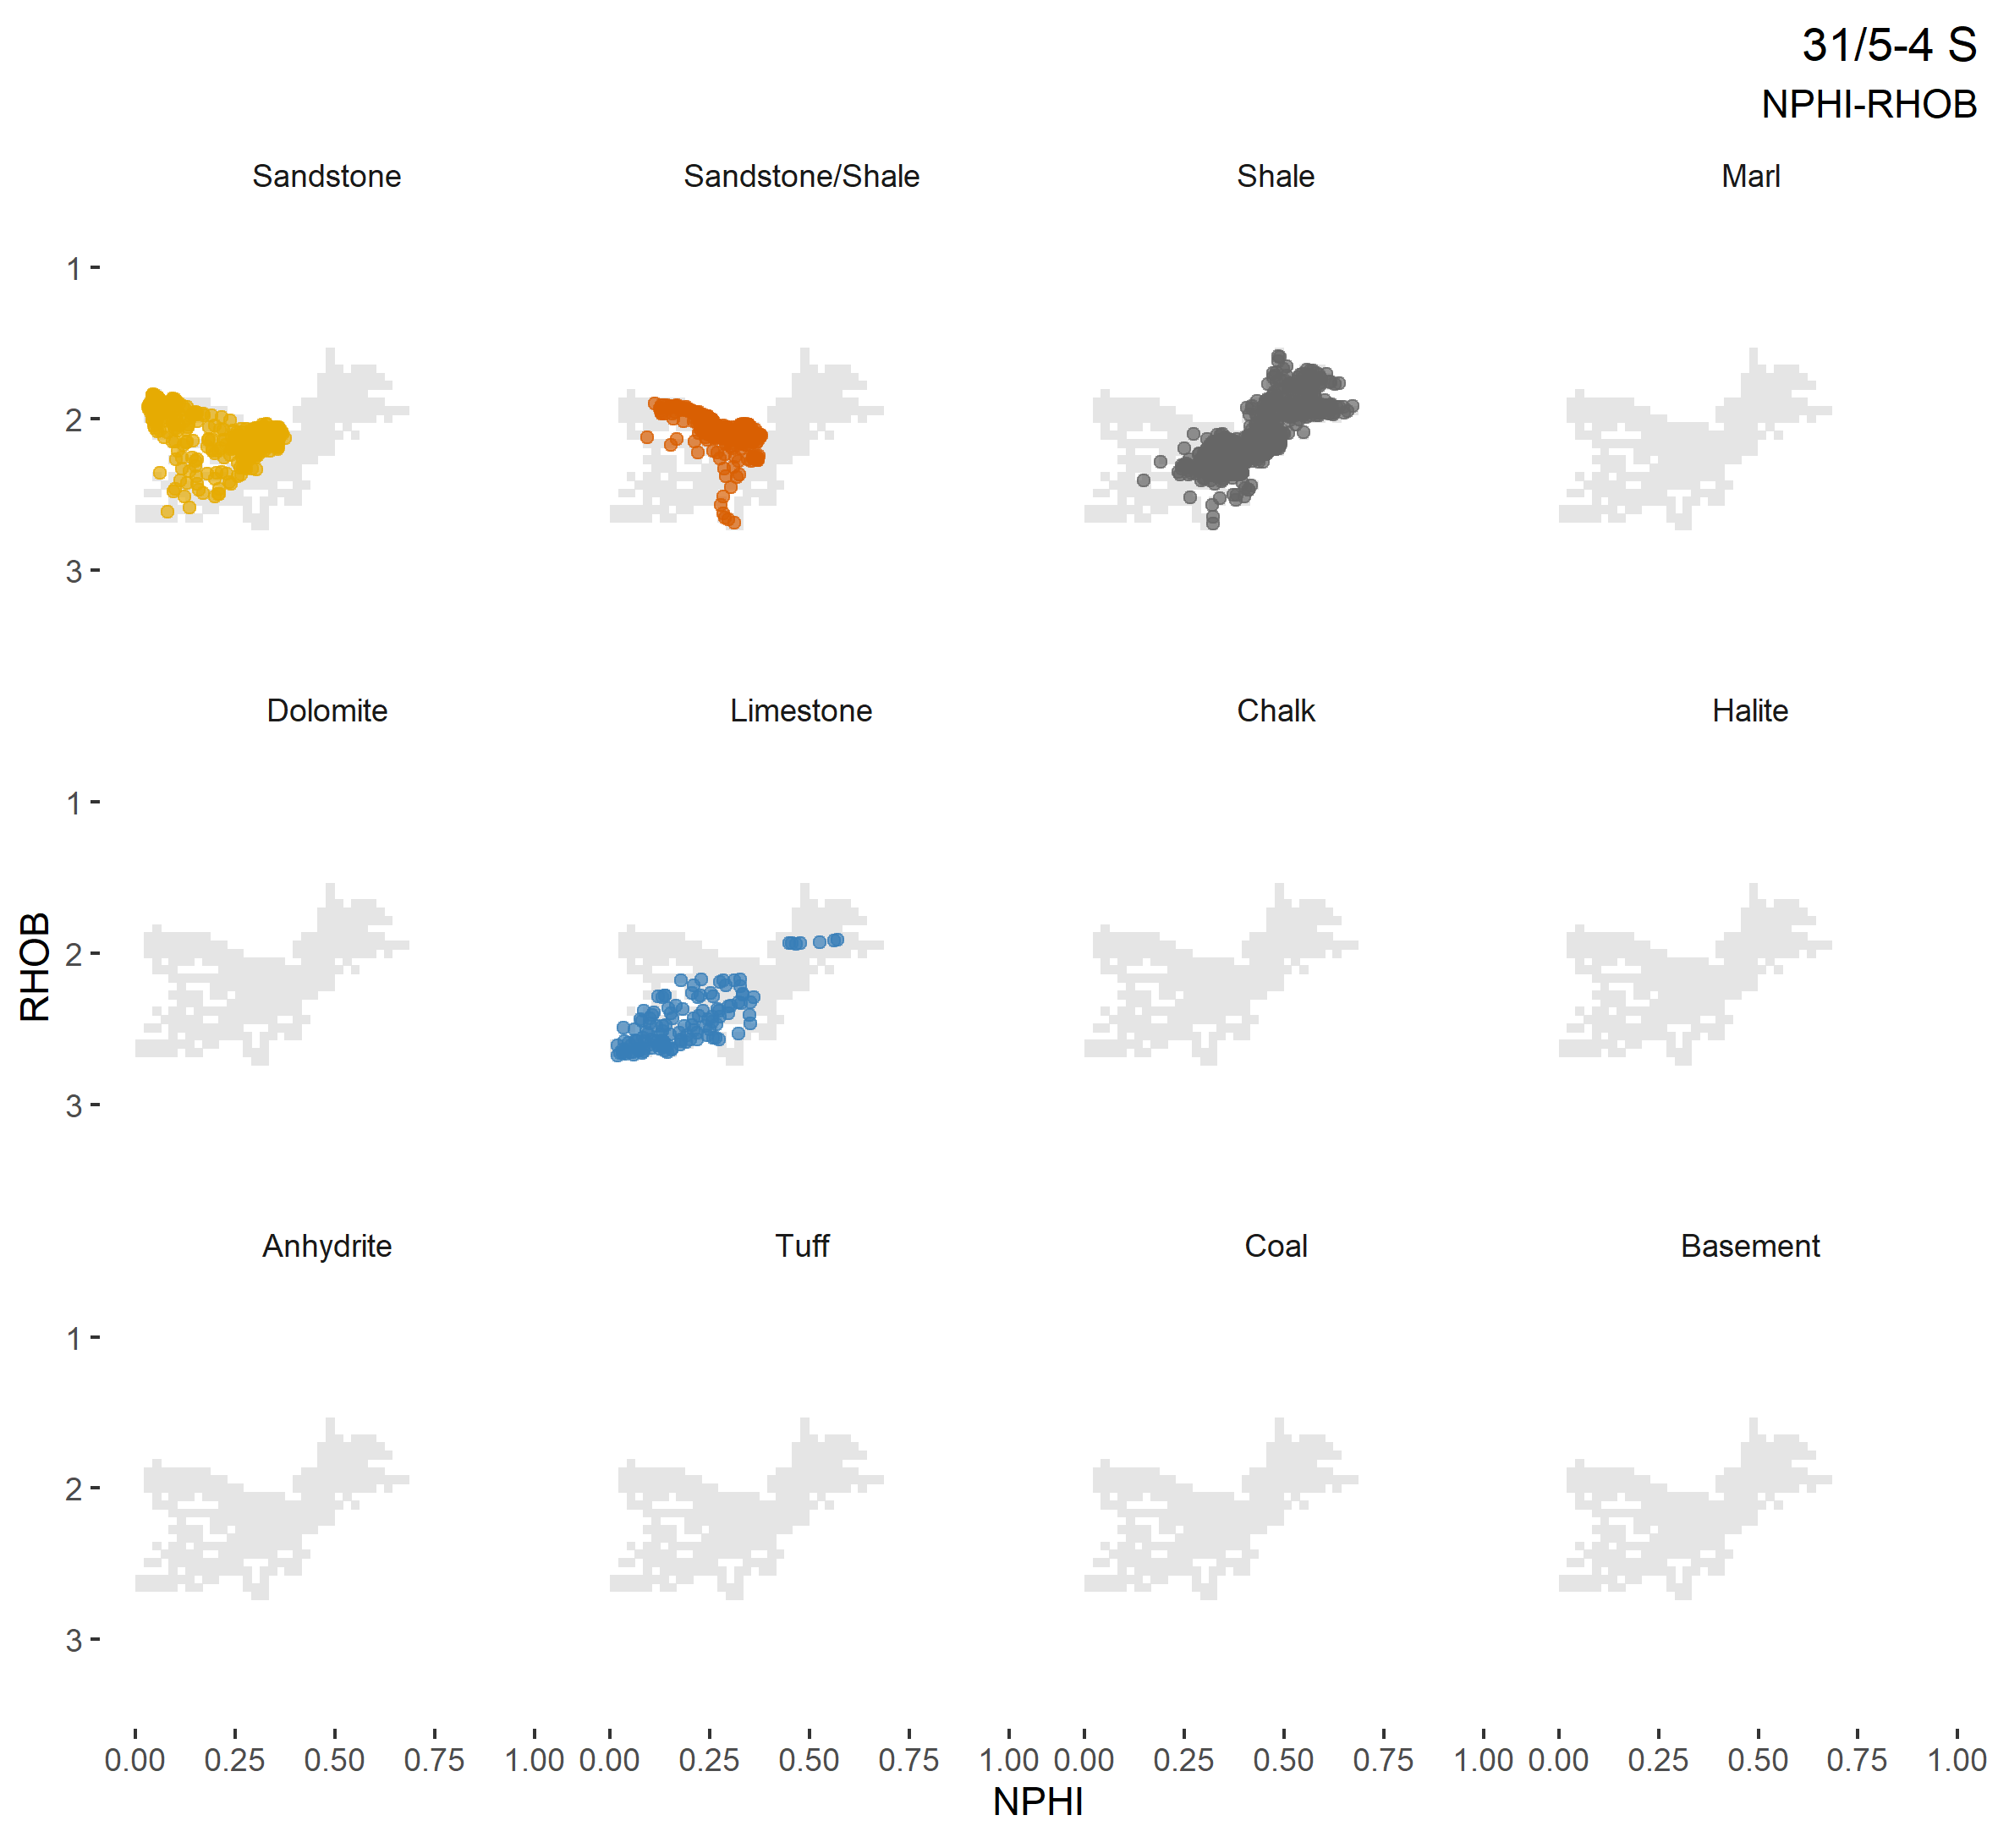 31/5-4 S
NPHI-RHOB
Sandstone Sandstone/Shale Shale Marl
1
2
3
Dolomite Limestone Chalk Halite
1
2
3
RHOB
Anhydrite Tuff Coal Basement
1
2
3
0.00 0.25 0.50 0.75 1.00 0.00 0.25 0.50 0.75 1.00 0.00 0.25 0.50 0.75 1.00 0.00 0.25 0.50 0.75 1.00
NPHI